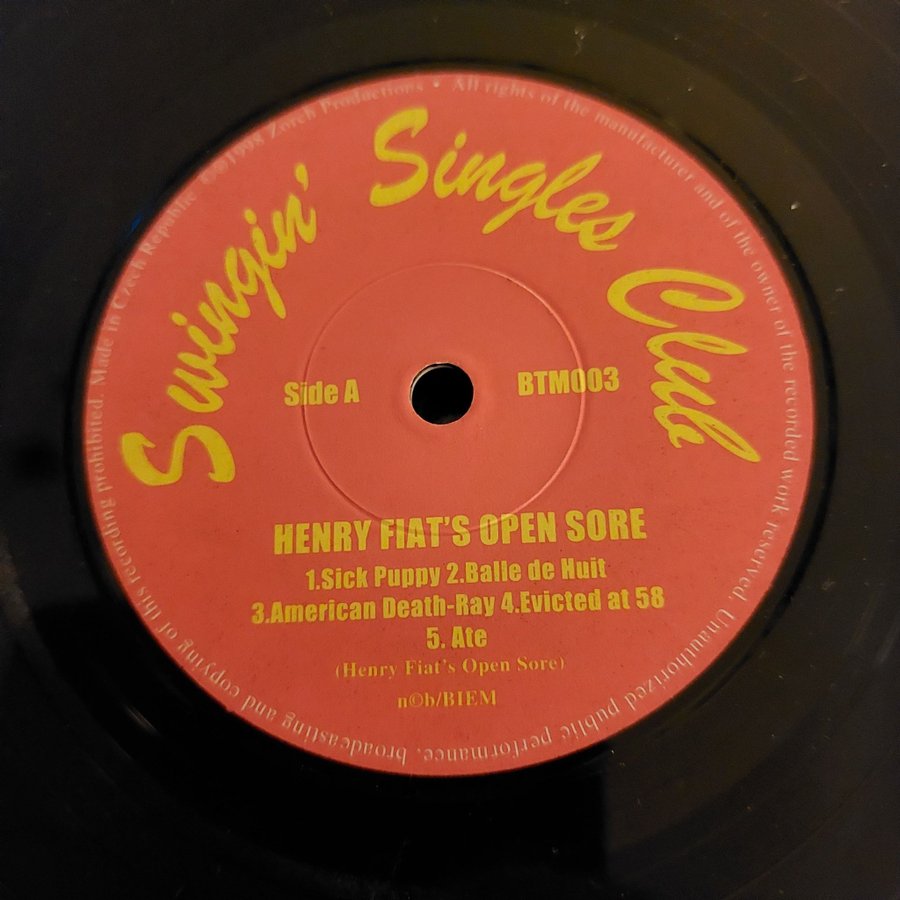 Swingin' Singles Club
Side A
BTM003
HENRY FIAT'S OPEN SORE
1.Sick Puppy 2.Balle de Huit
3.American Death-Ray 4.Evicted at 58
5. Ate
(Henry Fiat's Open Sore)
n©b/BIEM
℗©1998 Zorch Productions • All rights of the manufacturer and of the owner of the recorded work reserved. Unauthorized public performance, broadcasting and copying of this recording prohibited. Made in Czech Republic